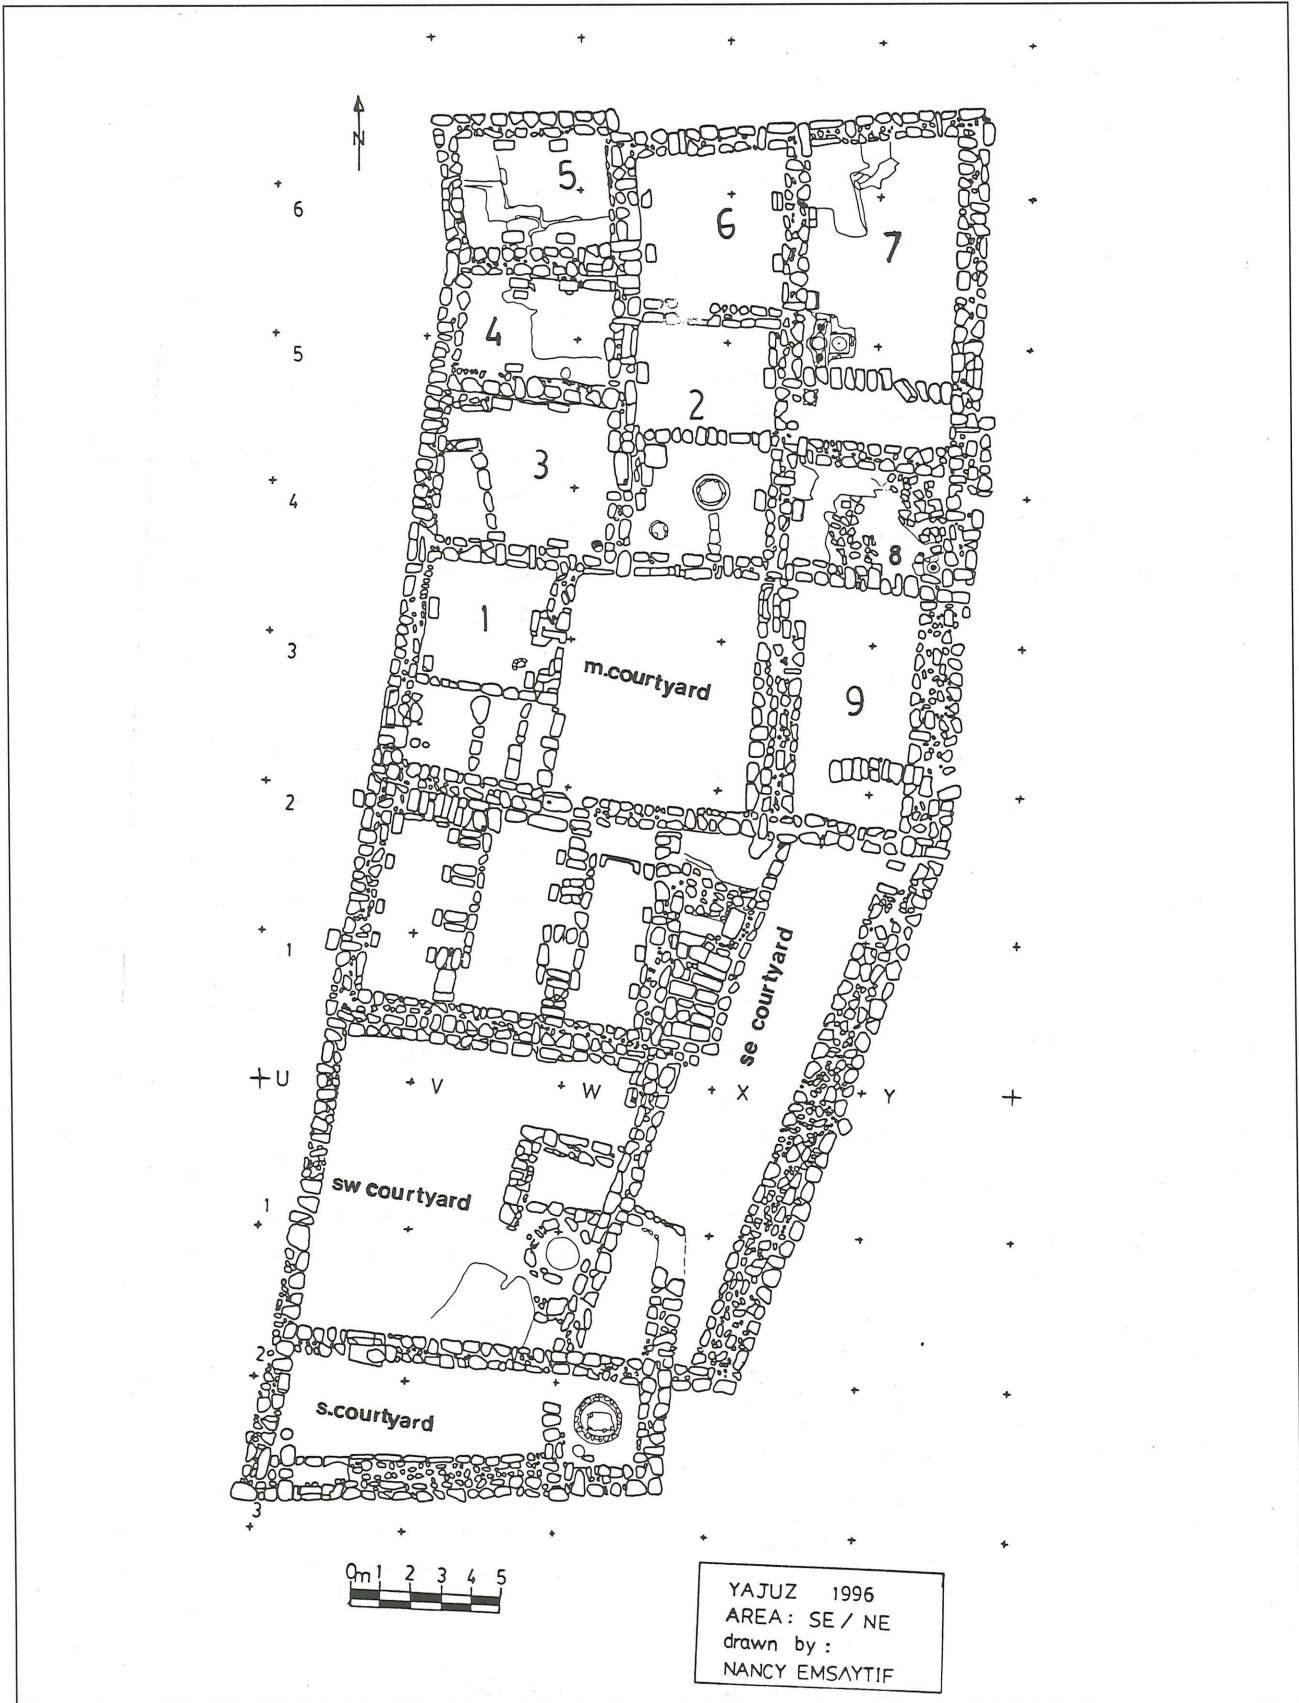 N
5
6
6
7
5
4
2
3
4
8
1
3
m.courtyard
9
2
1
se courtyard
U
V
W
X
Y
sw courtyard
1
2
s.courtyard
3
0m 1 2 3 4 5
YAJUZ 1996
AREA: SE / NE
drawn by :
NANCY EMSAYTIF